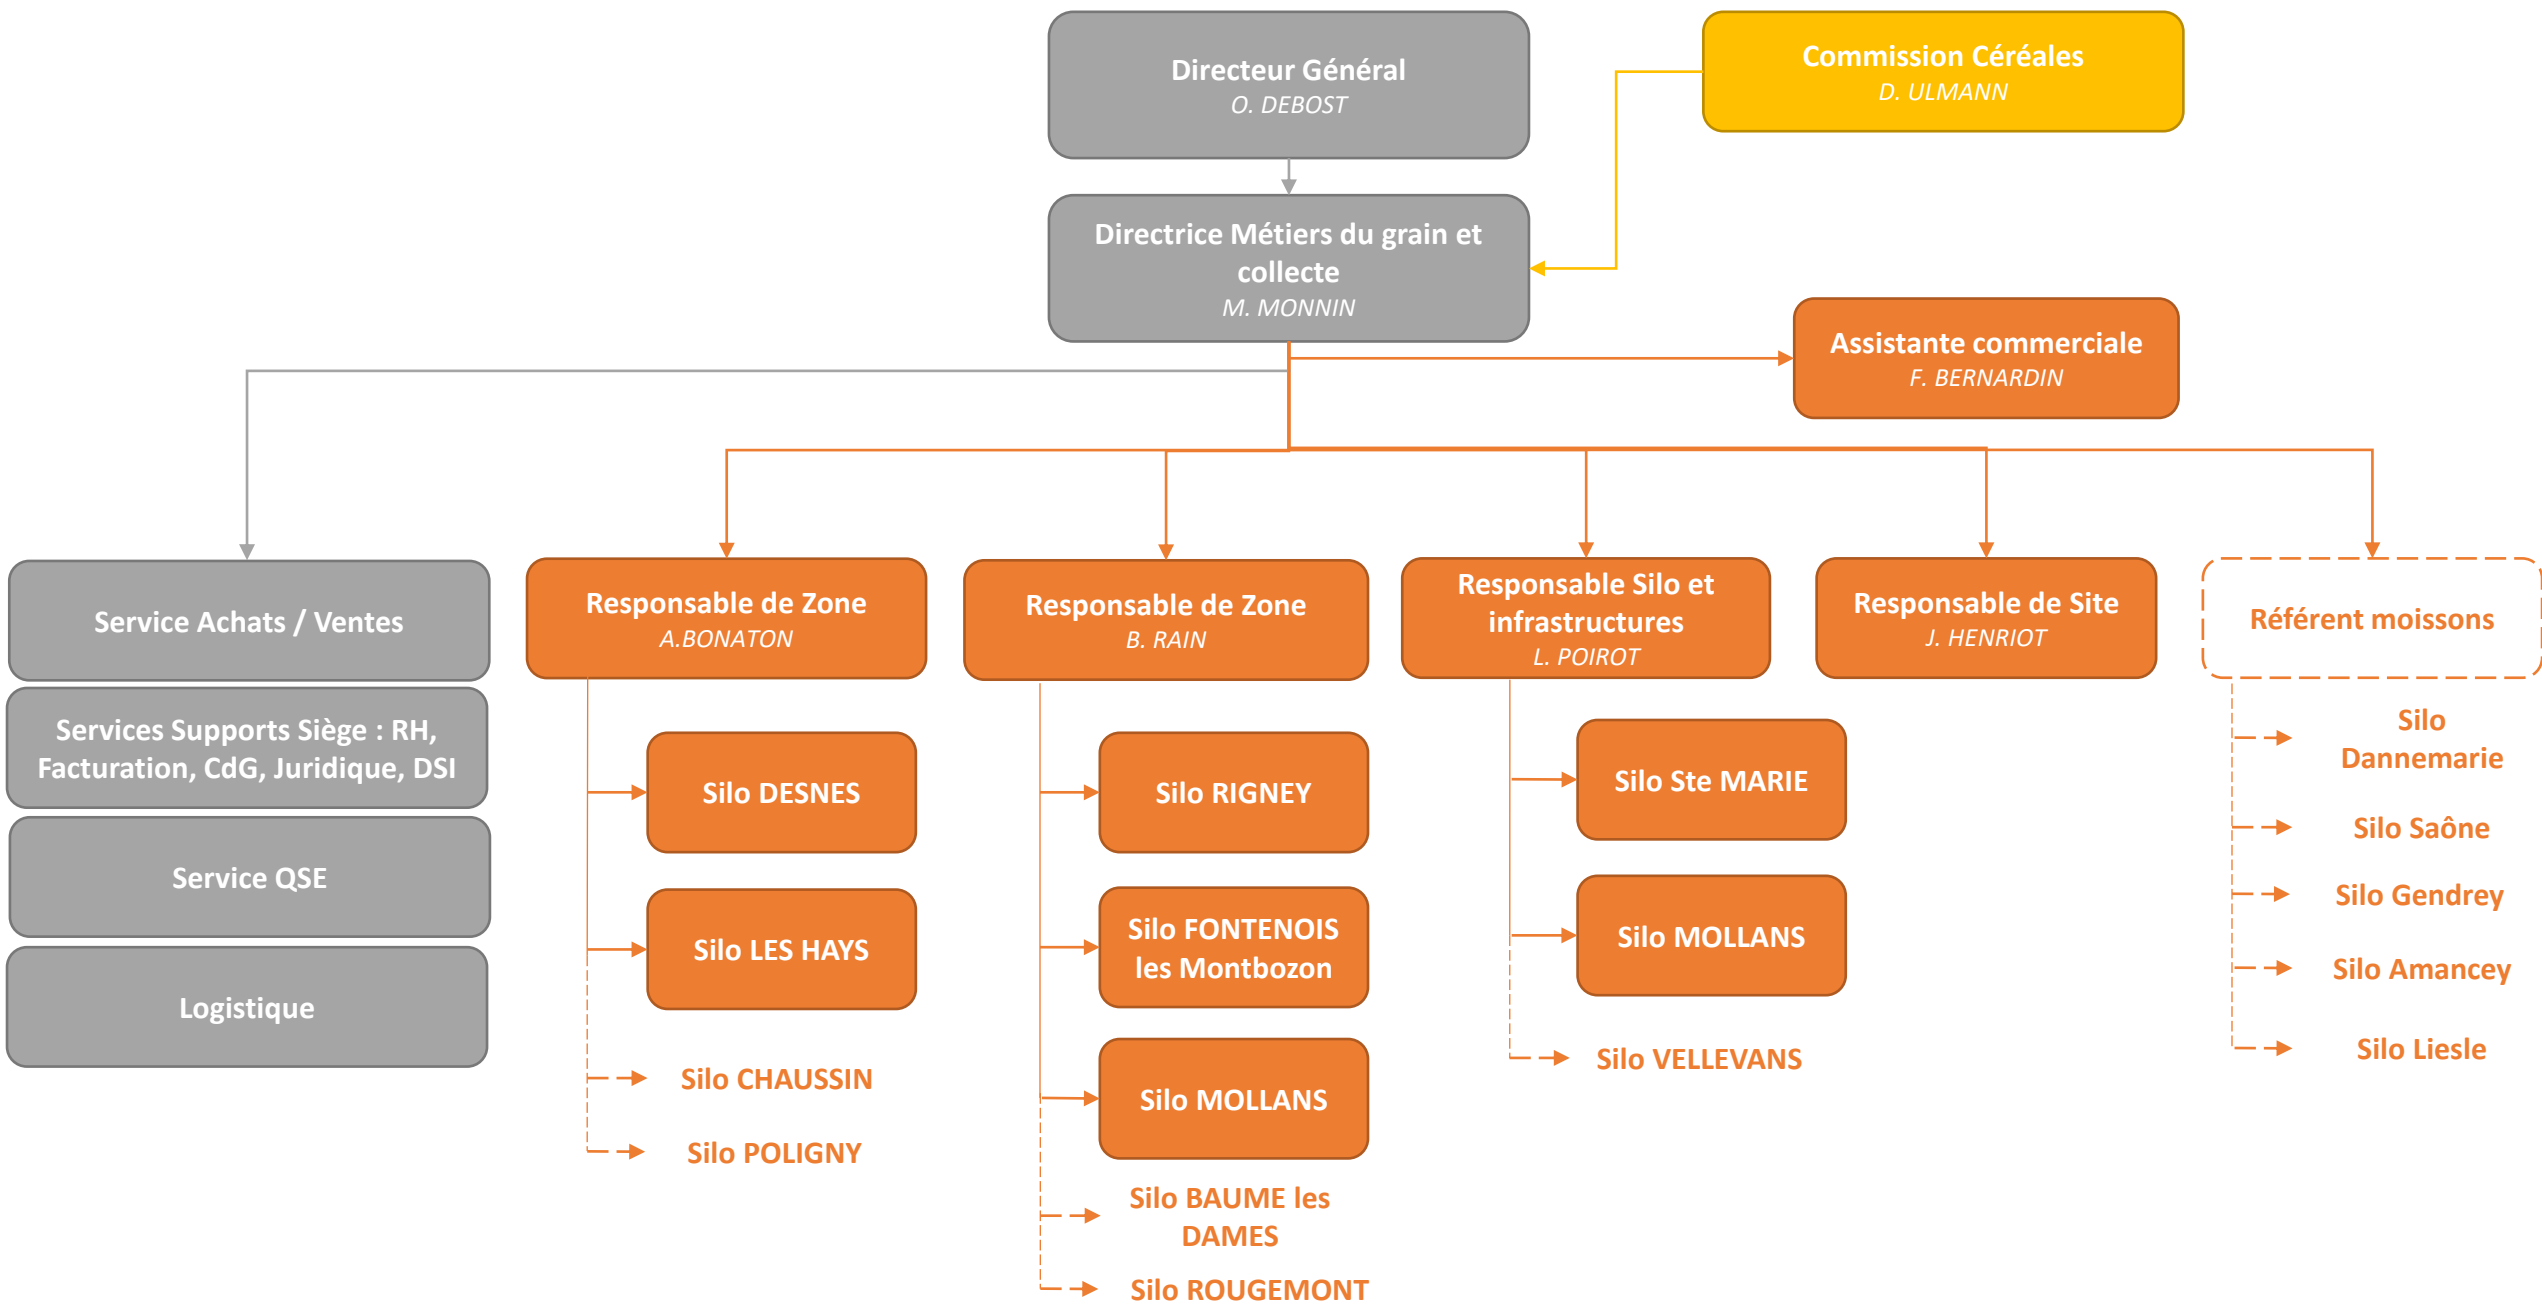 Directeur Général
O. DEBOST
Commission Céréales
D. ULMANN
Directrice Métiers du grain et
collecte
M. MONNIN
Assistante commerciale
F. BERNARDIN
Service Achats / Ventes
Services Supports Siège : RH,
Facturation, CdG, Juridique, DSI
Service QSE
Logistique
Responsable de Zone
A.BONATON
Silo DESNES
Silo LES HAYS
Silo CHAUSSIN
Silo POLIGNY
Responsable de Zone
B. RAIN
Silo RIGNEY
Silo FONTENOIS
les Montbozon
Silo MOLLANS
Silo BAUME les
DAMES
Silo ROUGEMONT
Responsable Silo et
infrastructures
L. POIROT
Silo Ste MARIE
Silo MOLLANS
Silo VELLEVANS
Responsable de Site
J. HENRIOT
Référent moissons
Silo
Dannemarie
Silo Saône
Silo Gendrey
Silo Amancey
Silo Liesle